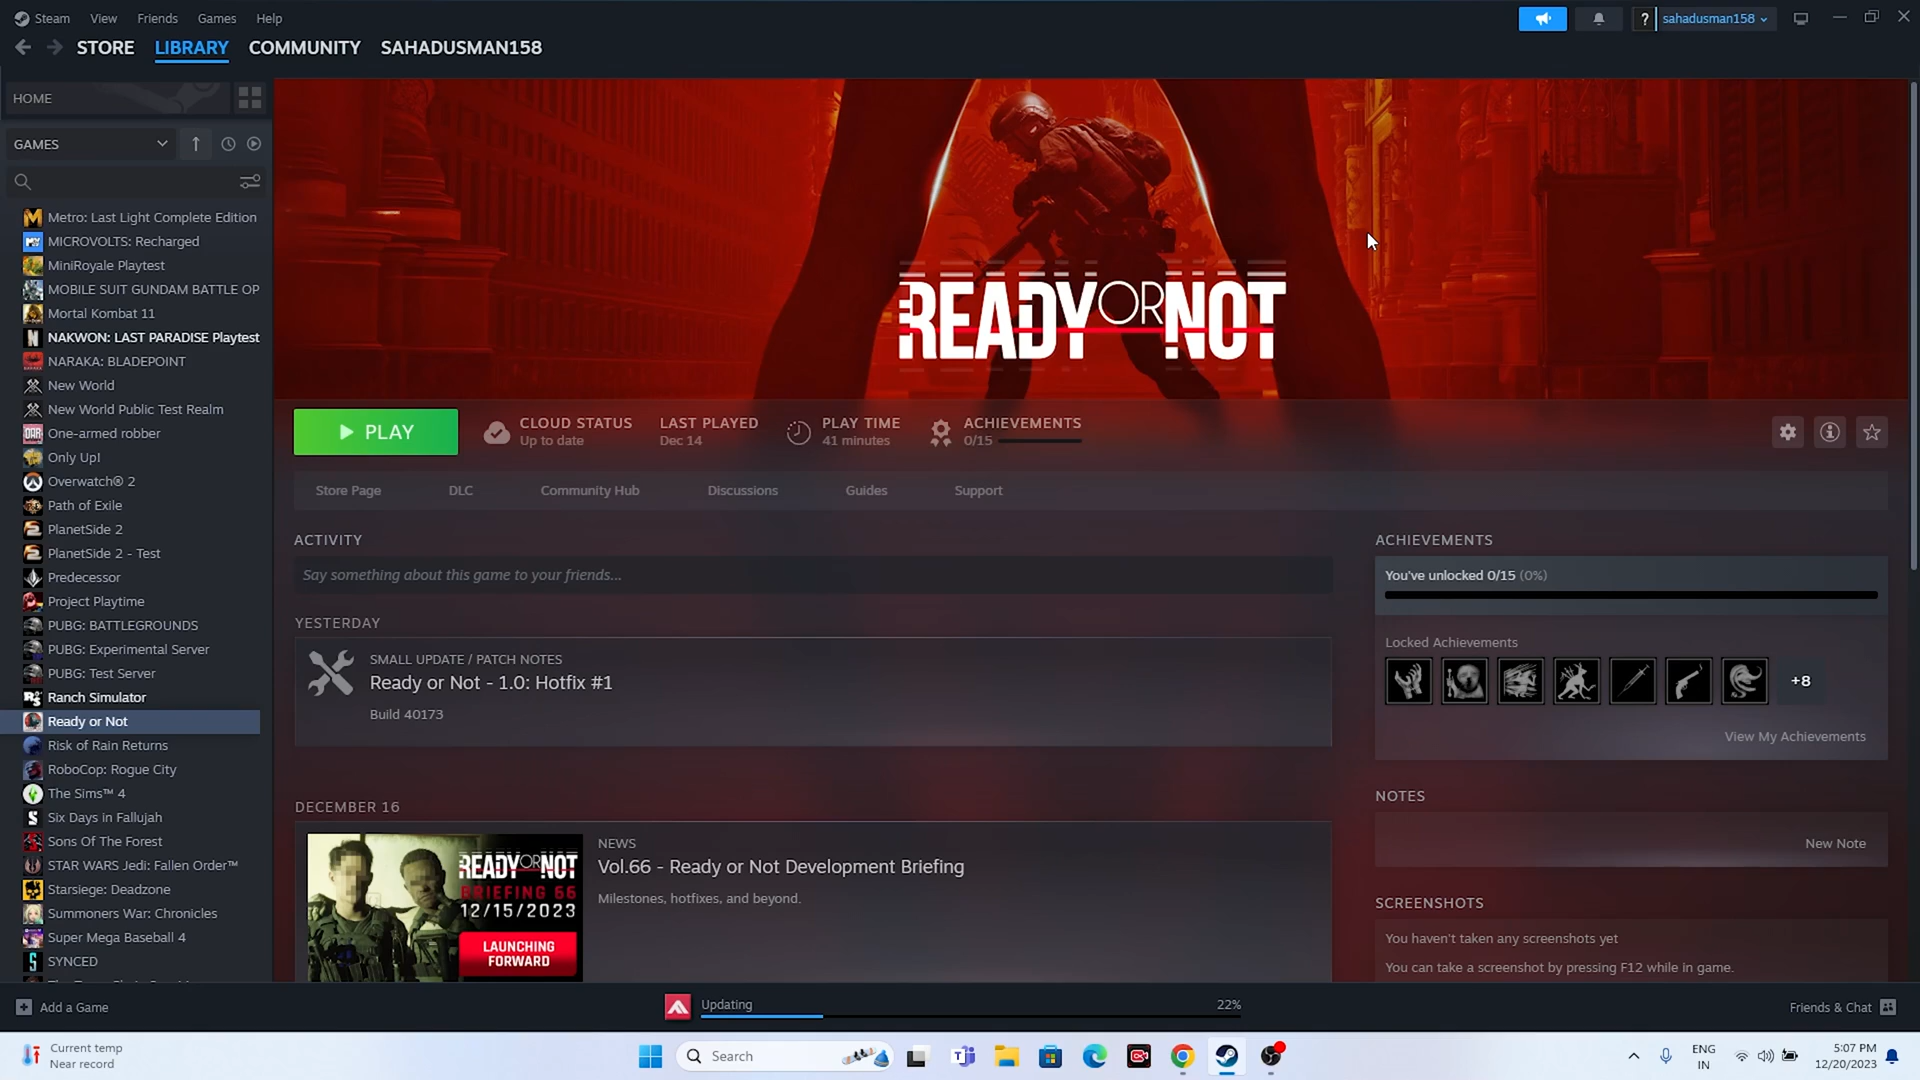 Steam View Friends Games Help
? sahadusman158
STORE LIBRARY COMMUNITY SAHADUSMAN158
HOME
GAMES
Metro: Last Light Complete Edition
MICROVOLTS: Recharged
MiniRoyale Playtest
MOBILE SUIT GUNDAM BATTLE OP
Mortal Kombat 11
NAKWON: LAST PARADISE Playtest
NARAKA: BLADEPOINT
New World
New World Public Test Realm
One-armed robber
Only Up!
Overwatch® 2
Path of Exile
PlanetSide 2
PlanetSide 2 - Test
Predecessor
Project Playtime
PUBG: BATTLEGROUNDS
PUBG: Experimental Server
PUBG: Test Server
Ranch Simulator
Ready or Not
Risk of Rain Returns
RoboCop: Rogue City
The Sims™ 4
Six Days in Fallujah
Sons Of The Forest
STAR WARS Jedi: Fallen Order™
Starsiege: Deadzone
Summoners War: Chronicles
Super Mega Baseball 4
SYNCED
READY OR NOT
PLAY
CLOUD STATUS
Up to date
LAST PLAYED
Dec 14
PLAY TIME
41 minutes
ACHIEVEMENTS
0/15
Store Page DLC Community Hub Discussions Guides Support
ACTIVITY
Say something about this game to your friends...
YESTERDAY
SMALL UPDATE / PATCH NOTES
Ready or Not - 1.0: Hotfix #1
Build 40173
DECEMBER 16
READY OR NOT
BRIEFING 66
12/15/2023
LAUNCHING
FORWARD
NEWS
Vol.66 - Ready or Not Development Briefing
Milestones, hotfixes, and beyond.
ACHIEVEMENTS
You've unlocked 0/15 (0%)
Locked Achievements
+8
View My Achievements
NOTES
New Note
SCREENSHOTS
You haven't taken any screenshots yet
You can take a screenshot by pressing F12 while in game.
Add a Game
Updating 22%
Friends & Chat
Current temp
Near record
Search
ENG
IN
5:07 PM
12/20/2023